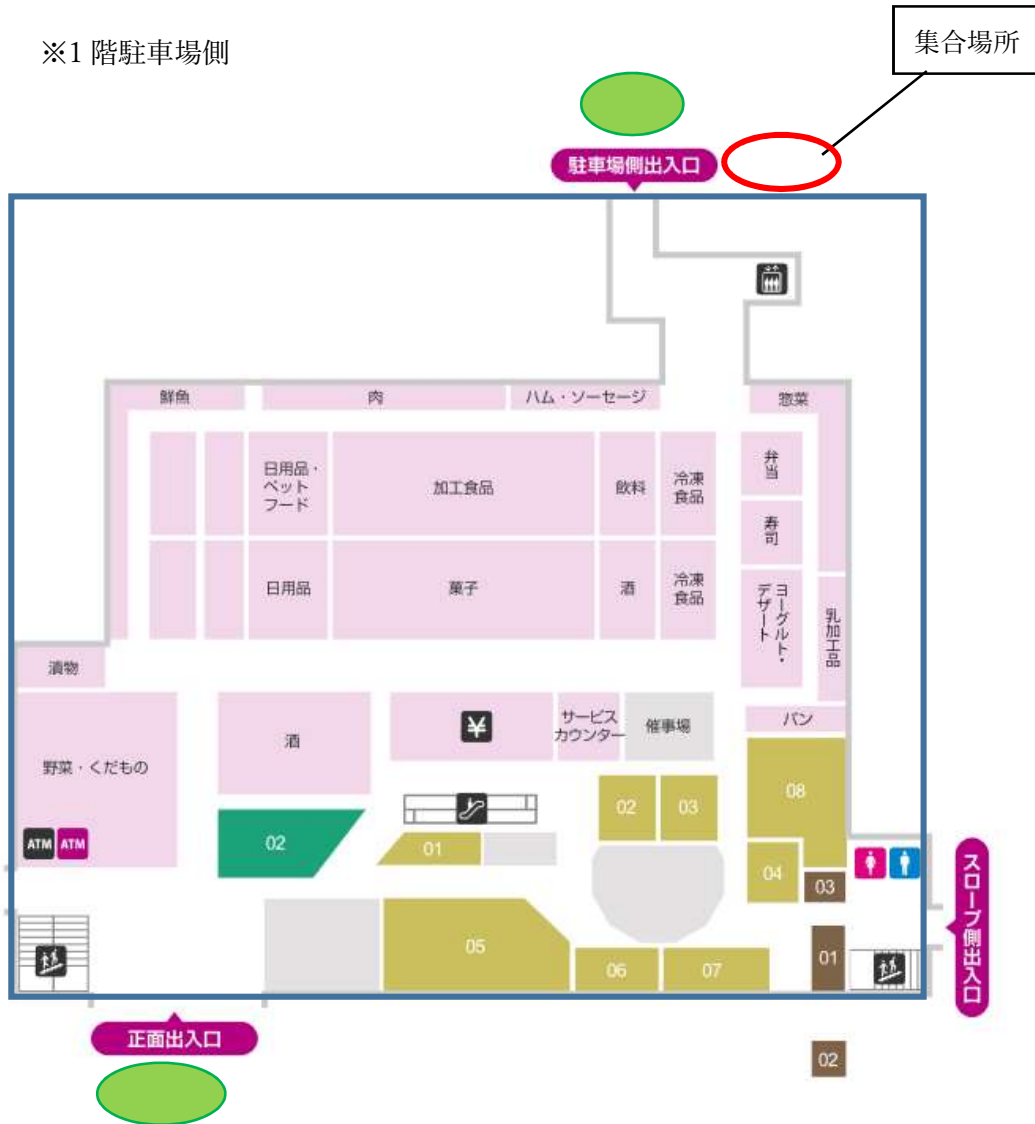 ※1 階駐車場側
集合場所
駐車場側出入口
鮮魚
肉
ハム・ソーセージ
惣菜
日用品・
ペット
フード
加工食品
飲料
冷凍
食品
弁当
寿司
日用品
菓子
酒
冷凍
食品
ヨーグルト・
デザート
乳加工品
漬物
野菜・くだもの
酒
¥
サービス
カウンター
催事場
パン
02
03
08
ATM
ATM
02
01
04
03
スロープ側出入口
05
06
07
01
正面出入口
02